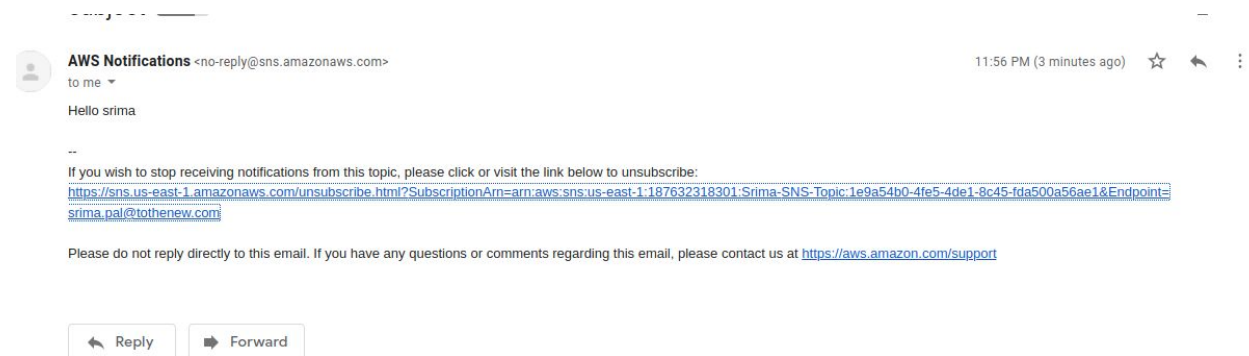 AWS Notifications <no-reply@sns.amazonaws.com>
11:56 PM (3 minutes ago)
to me
Hello srima
--
If you wish to stop receiving notifications from this topic, please click or visit the link below to unsubscribe:
https://sns.us-east-1.amazonaws.com/unsubscribe.html?SubscriptionArn=arn:aws:sns:us-east-1:187632318301:Srima-SNS-Topic:1e9a54b0-4fe5-4de1-8c45-fda500a56ae1&Endpoint=
srima.pal@tothenew.com
Please do not reply directly to this email. If you have any questions or comments regarding this email, please contact us at https://aws.amazon.com/support
Reply
Forward